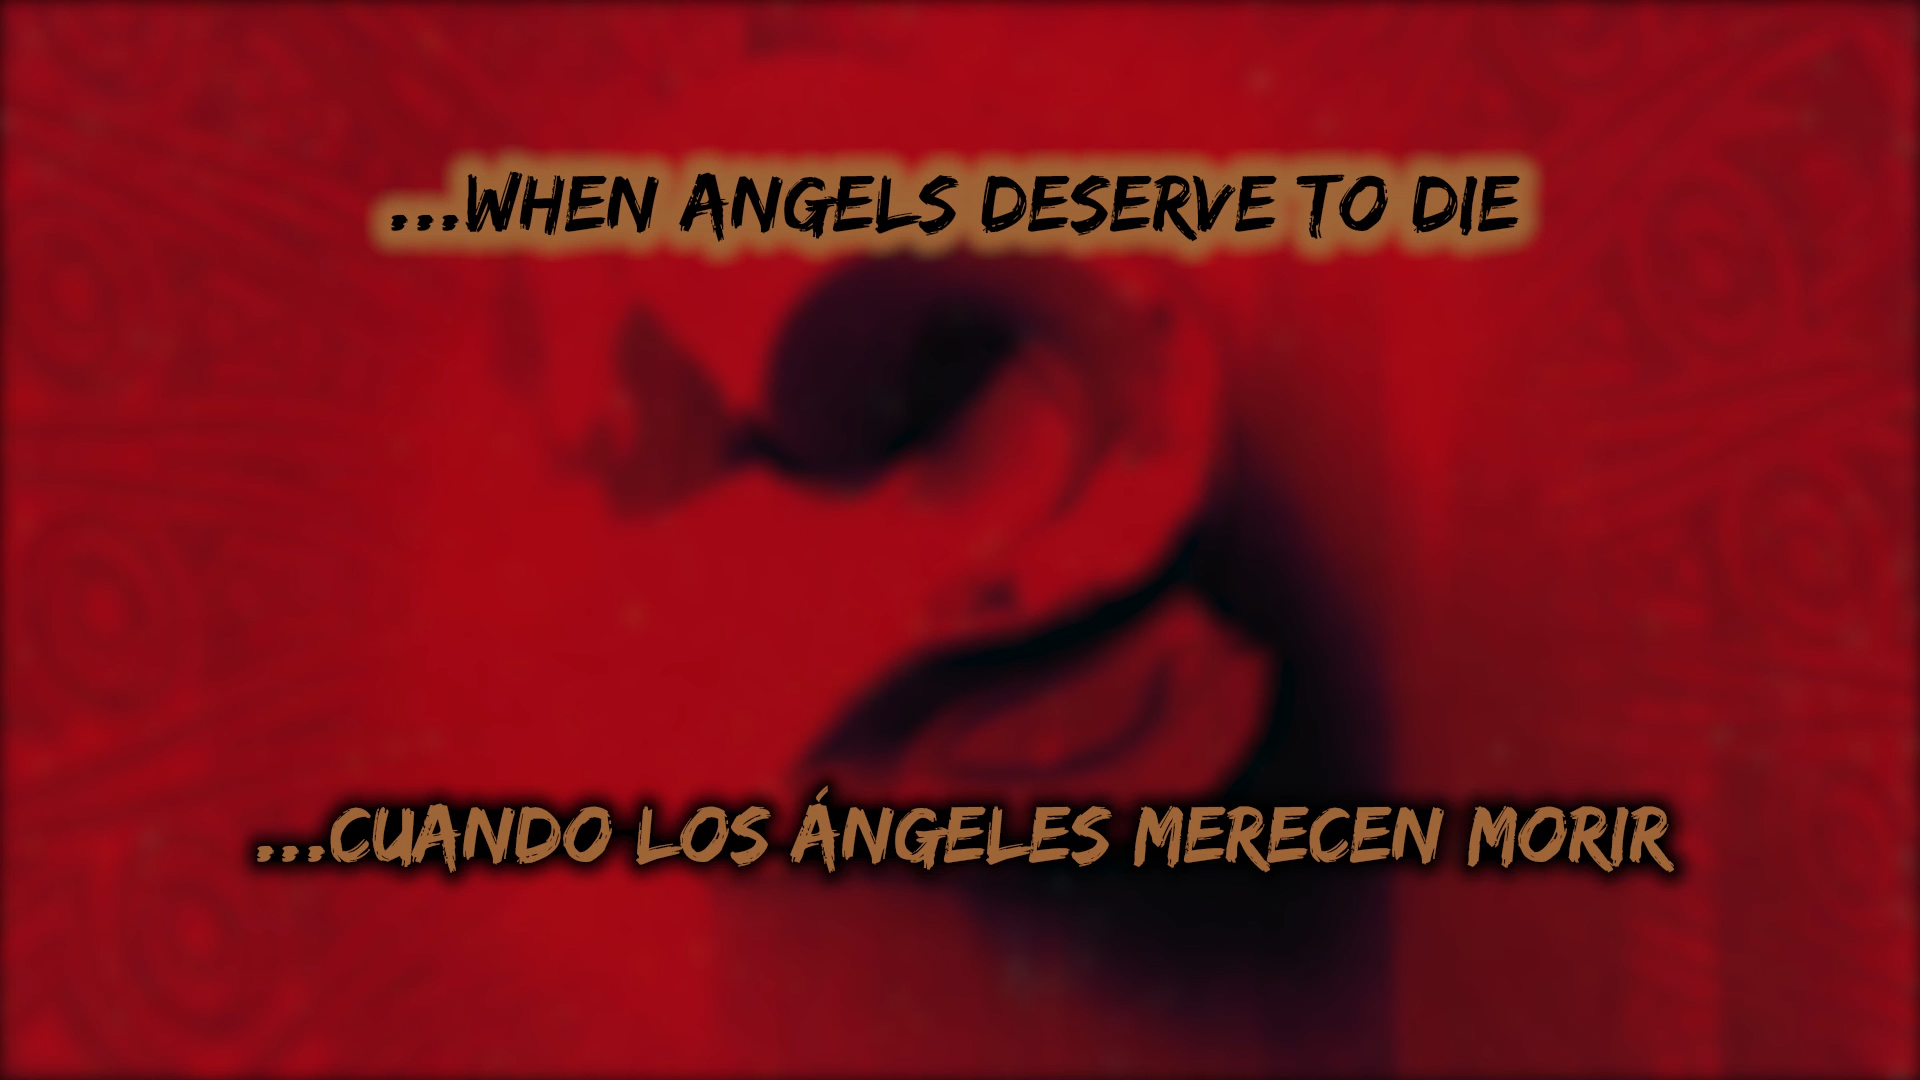 ...WHEN ANGELS DESERVE TO DIE
...CUANDO LOS ÁNGELES MERECEN MORIR